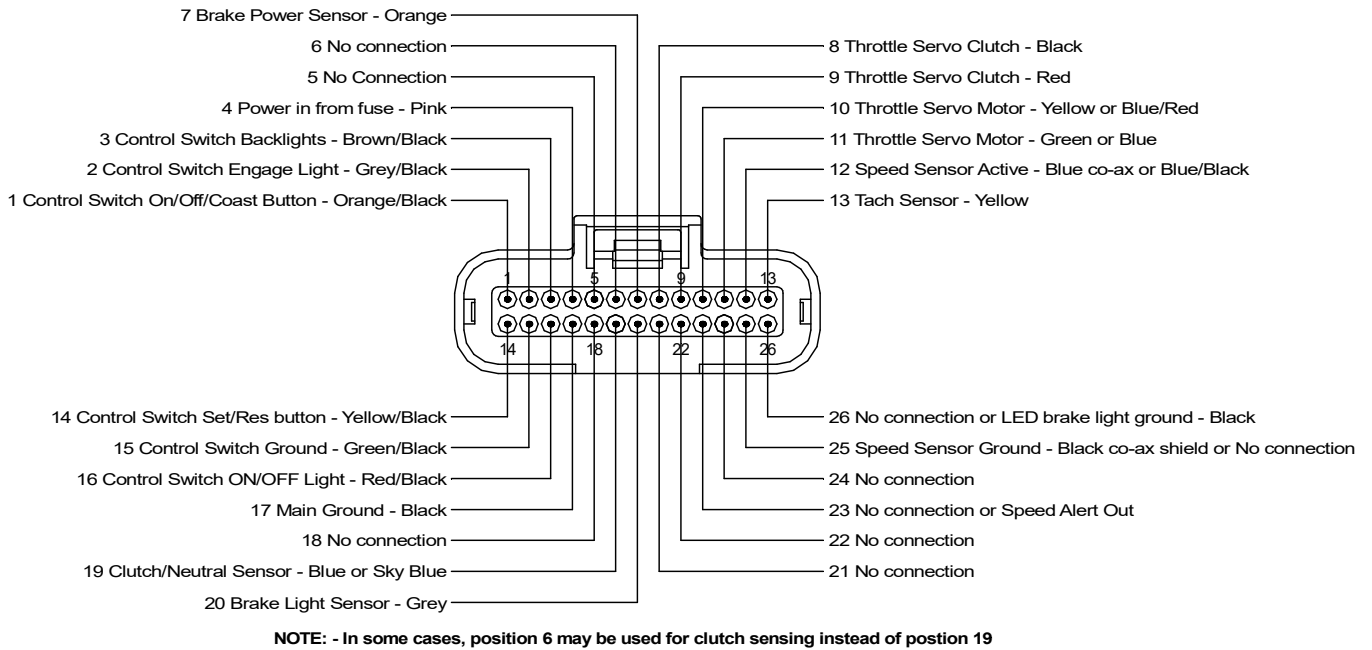 7 Brake Power Sensor - Orange
6 No connection
5 No Connection
4 Power in from fuse - Pink
3 Control Switch Backlights - Brown/Black
2 Control Switch Engage Light - Grey/Black
1 Control Switch On/Off/Coast Button - Orange/Black
8 Throttle Servo Clutch - Black
9 Throttle Servo Clutch - Red
10 Throttle Servo Motor - Yellow or Blue/Red
11 Throttle Servo Motor - Green or Blue
12 Speed Sensor Active - Blue co-ax or Blue/Black
13 Tach Sensor - Yellow
1 5 9 13
14 18 22 26
14 Control Switch Set/Res button - Yellow/Black
15 Control Switch Ground - Green/Black
16 Control Switch ON/OFF Light - Red/Black
17 Main Ground - Black
18 No connection
19 Clutch/Neutral Sensor - Blue or Sky Blue
20 Brake Light Sensor - Grey
26 No connection or LED brake light ground - Black
25 Speed Sensor Ground - Black co-ax shield or No connection
24 No connection
23 No connection or Speed Alert Out
22 No connection
21 No connection
NOTE: - In some cases, position 6 may be used for clutch sensing instead of postion 19